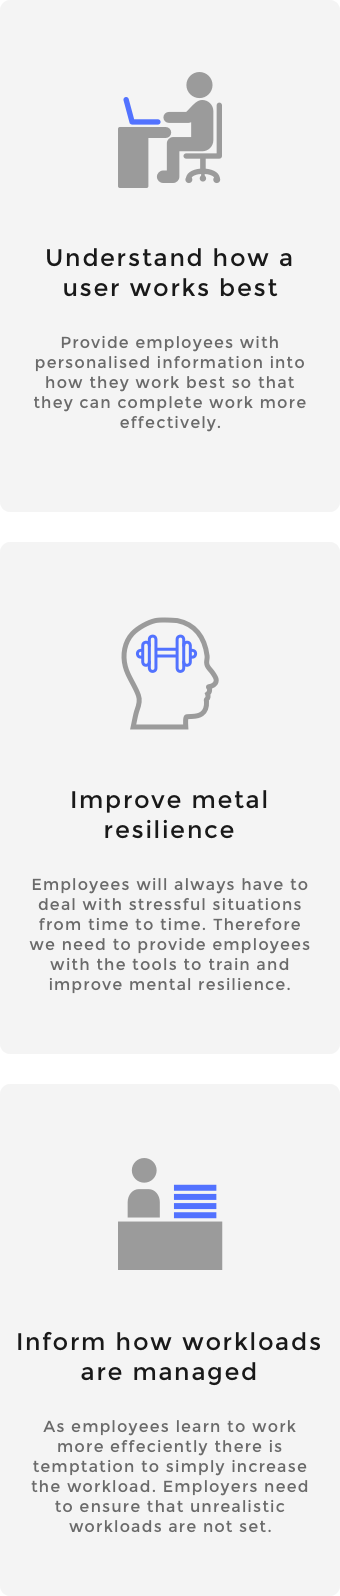 Understand how a
user works best
Provide employees with
personalised information into
how they work best so that
they can complete work more
effectively.
Improve metal
resilience
Employees will always have to
deal with stressful situations
from time to time. Therefore
we need to provide employees
with the tools to train and
improve mental resilience.
Inform how workloads
are managed
As employees learn to work
more effeciently there is
temptation to simply increase
the workload. Employers need
to ensure that unrealistic
workloads are not set.